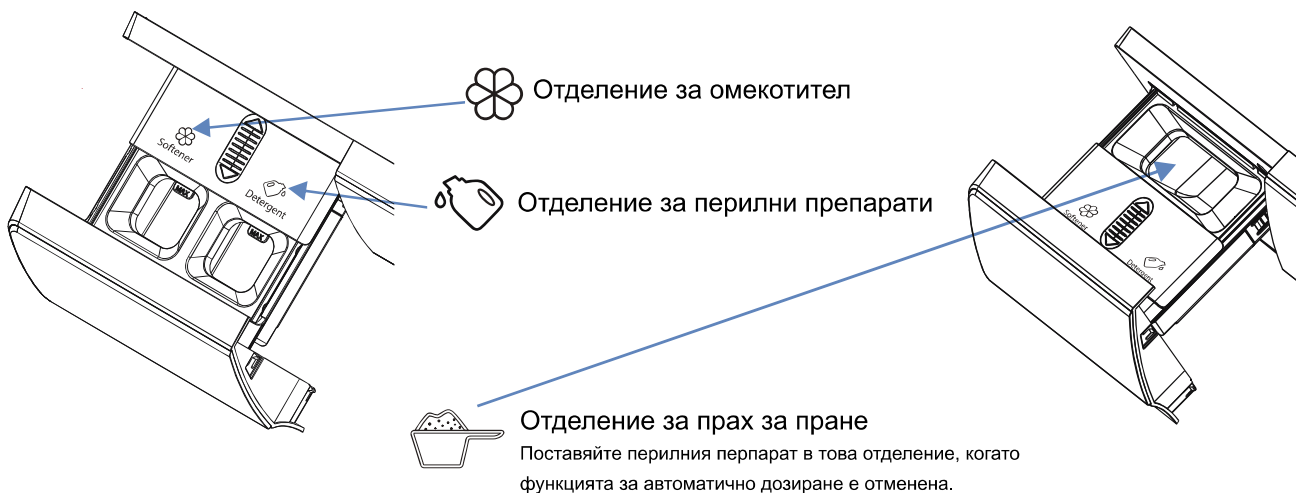 Отделение за омекотител
Softener
MAX
Detergent
MAX
Отделение за перилни препарати
Softener
Detergent
Отделение за прах за пране
Поставяйте перилния перпарат в това отделение, когато
функцията за автоматично дозиране е отменена.